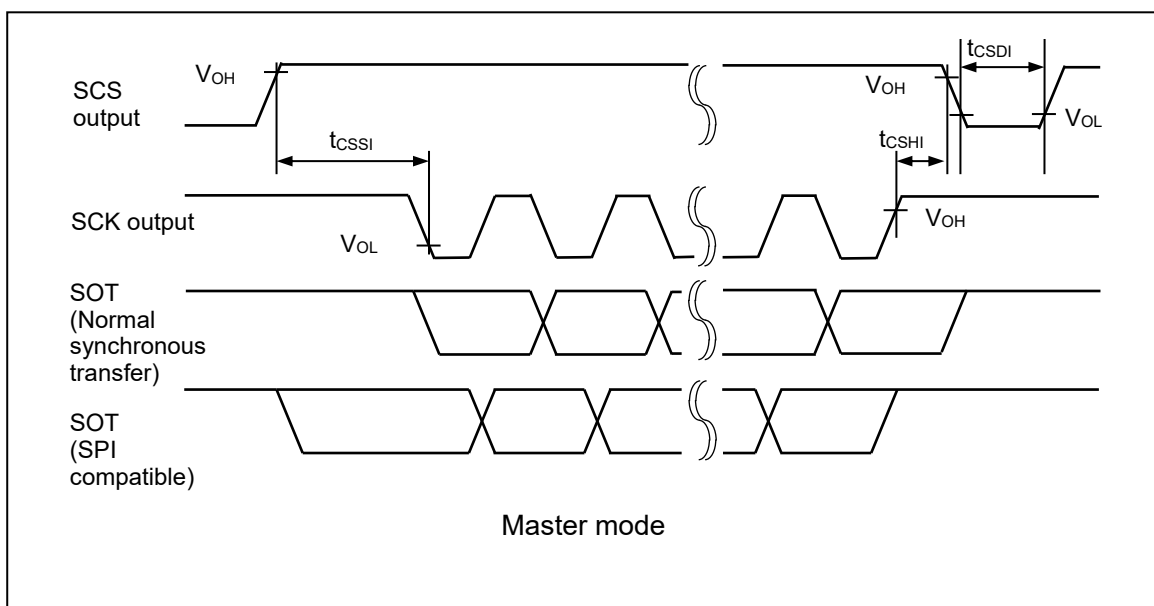 tCSDI
VOH
VOH
SCS
output
VOL
tCSSI
tCSHI
SCK output
VOH
VOL
SOT
(Normal
synchronous
transfer)
SOT
(SPI
compatible)
Master mode